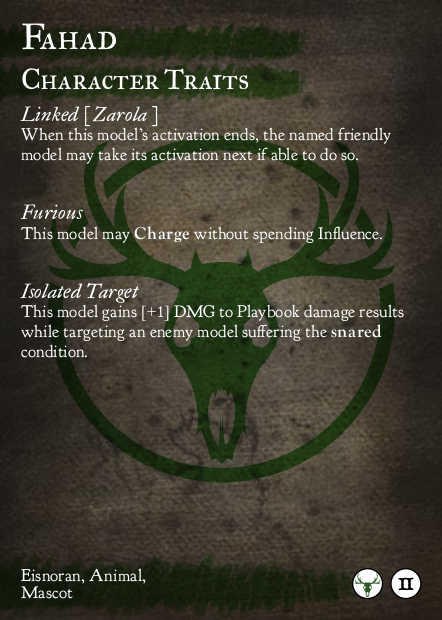 Fahad
Character Traits
Linked [Zarola ]
When this model's activation ends, the named friendly
model may take its activation next if able to do so.
Furious
This model may Charge without spending Influence.
Isolated Target
This model gains [+1] DMG to Playbook damage results
while targeting an enemy model suffering the snared
condition.
Eisnoran, Animal,
Mascot
II